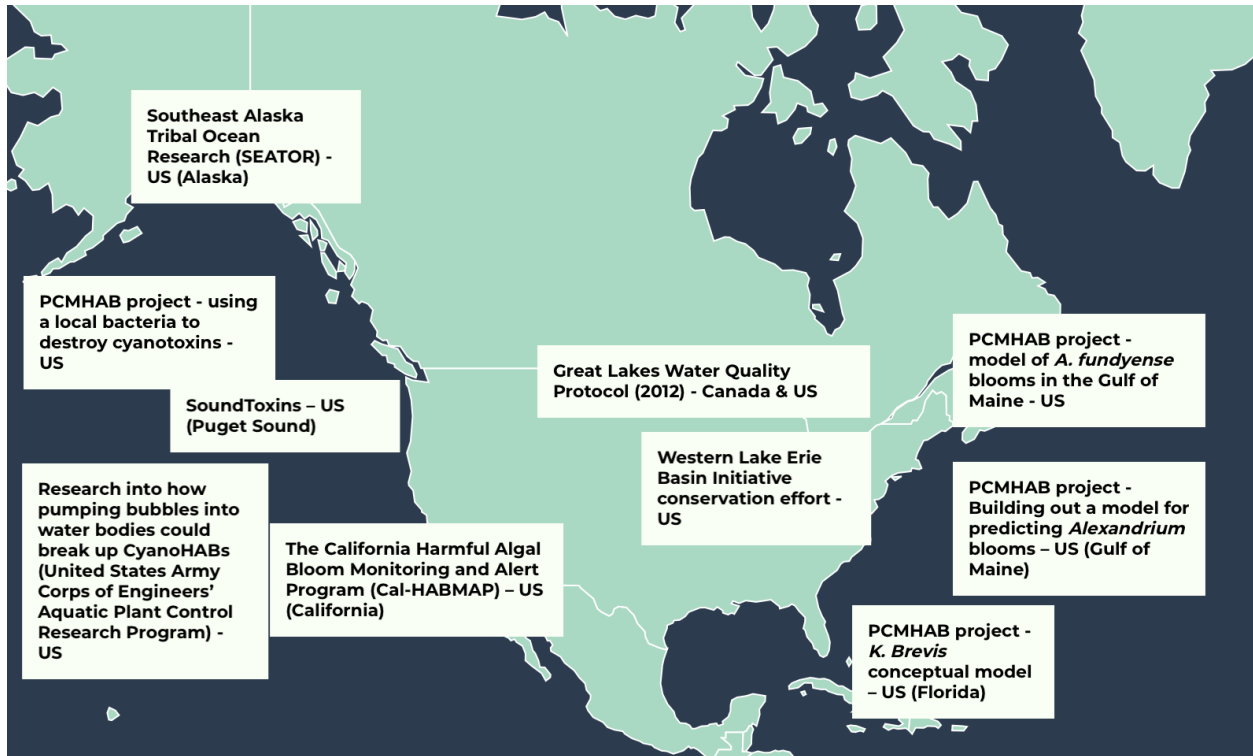 Southeast Alaska
Tribal Ocean
Research (SEATOR) -
US (Alaska)
PCMHAB project - using
a local bacteria to
destroy cyanotoxins -
US
SoundToxins – US
(Puget Sound)
Research into how
pumping bubbles into
water bodies could
break up CyanoHABs
(United States Army
Corps of Engineers’
Aquatic Plant Control
Research Program) -
US
The California Harmful Algal
Bloom Monitoring and Alert
Program (Cal-HABMAP) – US
(California)
Great Lakes Water Quality
Protocol (2012) - Canada & US
Western Lake Erie
Basin Initiative
conservation effort -
US
PCMHAB project -
model of A. fundyense
blooms in the Gulf of
Maine - US
PCMHAB project -
Building out a model for
predicting Alexandrium
blooms – US (Gulf of
Maine)
PCMHAB project -
K. Brevis
conceptual model
– US (Florida)